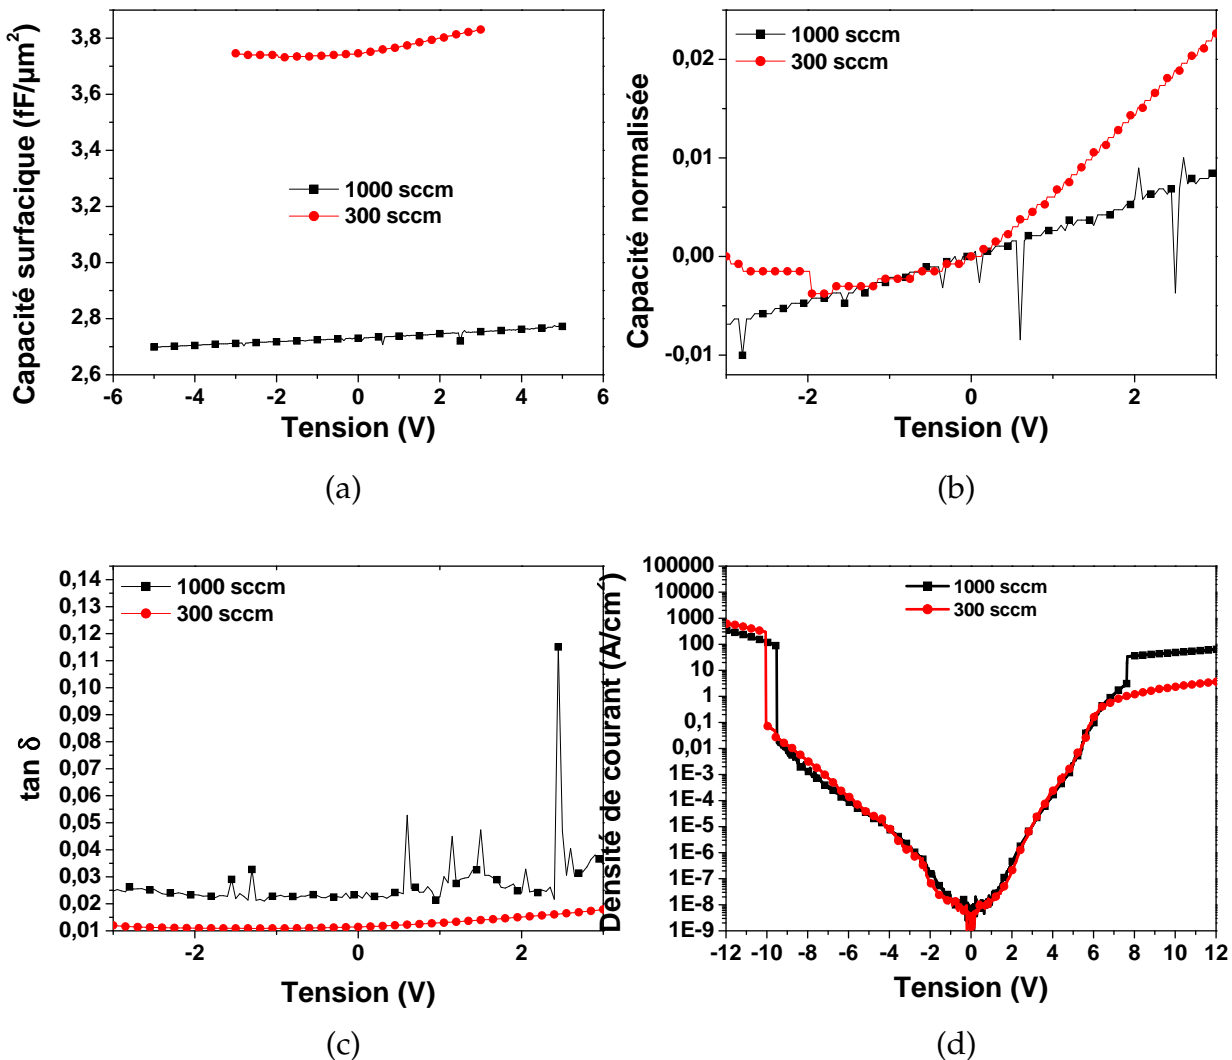 3,8
3,6
3,4
3,2
3,0
2,8
2,6
-6 -4 -2 0 2 4 6
Capacité surfacique (fF/µm²)
1000 sccm
300 sccm
Tension (V)
(a)
0,02
0,01
0,00
-0,01
-2 0 2
Capacité normalisée
1000 sccm
300 sccm
Tension (V)
(b)
0,14
0,13
0,12
0,11
0,10
0,09
0,08
0,07
0,06
0,05
0,04
0,03
0,02
0,01
-2 0 2
tan δ
1000 sccm
300 sccm
Tension (V)
(c)
100000
10000
1000
100
10
1
0,1
0,01
1E-3
1E-4
1E-5
1E-6
1E-7
1E-8
1E-9
-12 -10 -8 -6 -4 -2 0 2 4 6 8 10 12
Densité de courant (A/cm²)
1000 sccm
300 sccm
Tension (V)
(d)